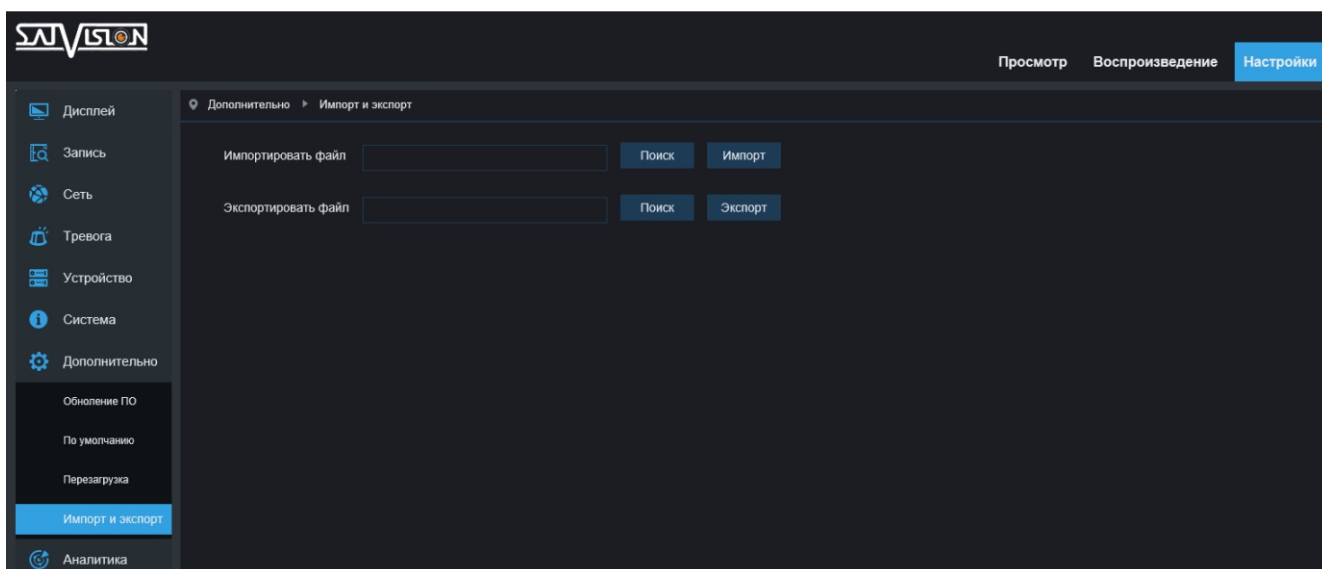 SATVISION
Просмотр Воспроизведение Настройки
Дополнительно Импорт и экспорт
Дисплей
Запись
Сеть
Тревога
Устройство
Система
Дополнительно
Обноление ПО
По умолчанию
Перезагрузка
Импорт и экспорт
Аналитика
Импортировать файл Поиск Импорт
Экспортировать файл Поиск Экспорт